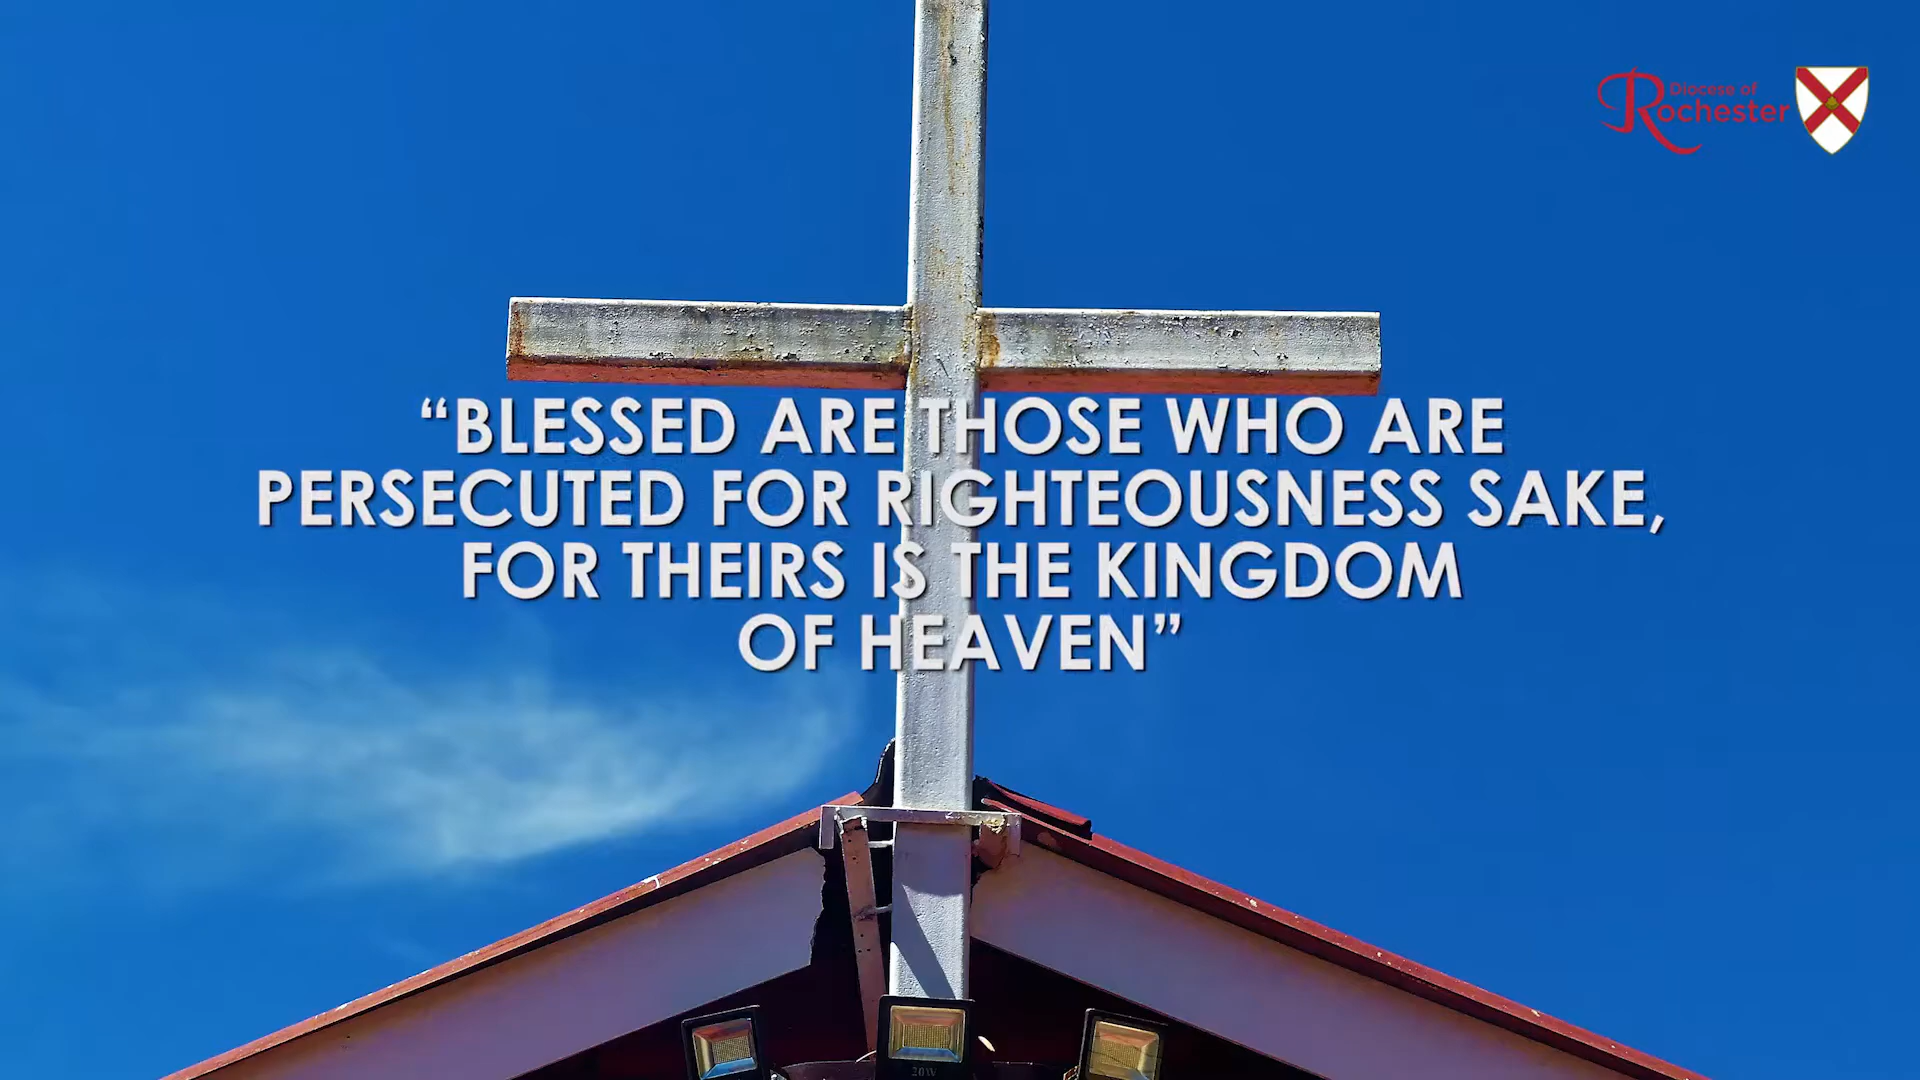 Diocese of
Rochester
“BLESSED ARE THOSE WHO ARE
PERSECUTED FOR RIGHTEOUSNESS SAKE,
FOR THEIRS IS THE KINGDOM
OF HEAVEN”
20W